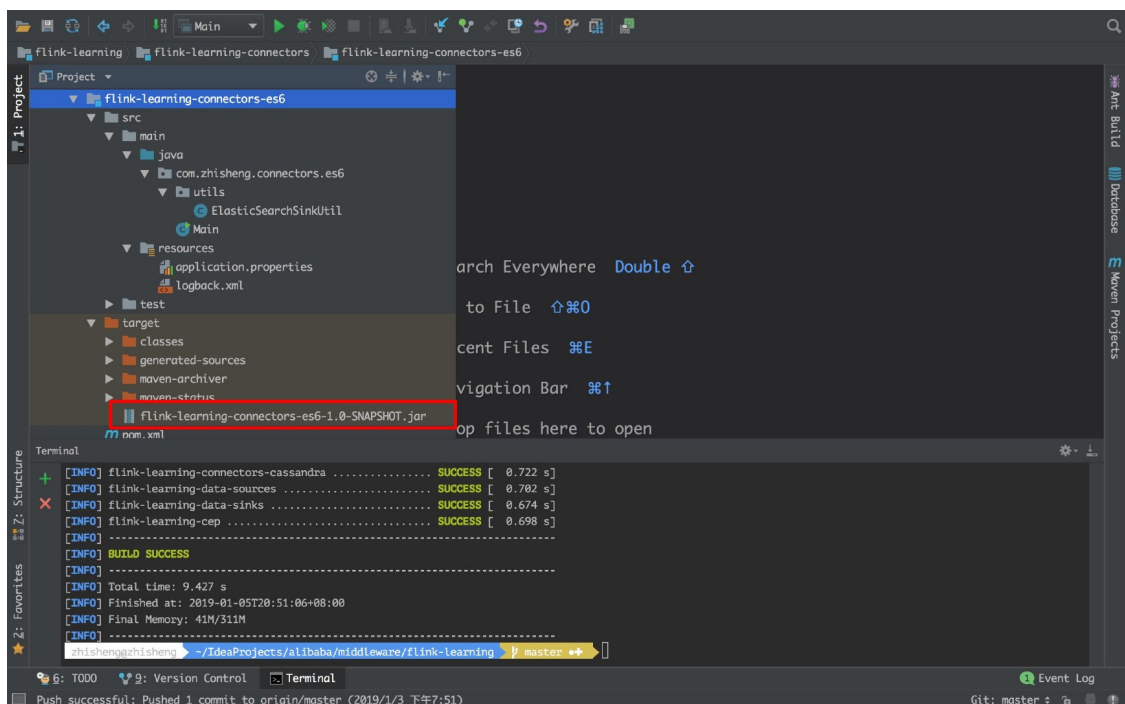 Main
flink-learning flink-learning-connectors flink-learning-connectors-es6
Project
1: Project
flink-learning-connectors-es6
src
main
java
com.zhisheng.connectors.es6
utils
ElasticSearchSinkUtil
Main
resources
application.properties
logback.xml
test
target
classes
generated-sources
maven-archiver
maven-status
flink-learning-connectors-es6-1.0-SNAPSHOT.jar
pom.xml
arch Everywhere Double ⇧
to File ⇧⌘O
cent Files ⌘E
vigation Bar ⌘↑
op files here to open
Ant Build
Database
Maven Projects
Terminal
[INFO] flink-learning-connectors-cassandra ................ SUCCESS [ 0.722 s]
[INFO] flink-learning-data-sources ........................ SUCCESS [ 0.702 s]
[INFO] flink-learning-data-sinks .......................... SUCCESS [ 0.674 s]
[INFO] flink-learning-cep ................................. SUCCESS [ 0.698 s]
[INFO] ------------------------------------------------------------------------
[INFO] BUILD SUCCESS
[INFO] ------------------------------------------------------------------------
[INFO] Total time: 9.427 s
[INFO] Finished at: 2019-01-05T20:51:06+08:00
[INFO] Final Memory: 41M/311M
[INFO] ------------------------------------------------------------------------
zhisheng@zhisheng ~/IdeaProjects/alibaba/middleware/flink-learning master
7: Structure
2: Favorites
6: TODO 9: Version Control Terminal
1 Event Log
Push successful: Pushed 1 commit to origin/master (2019/1/3 下午7:51)
Git: master